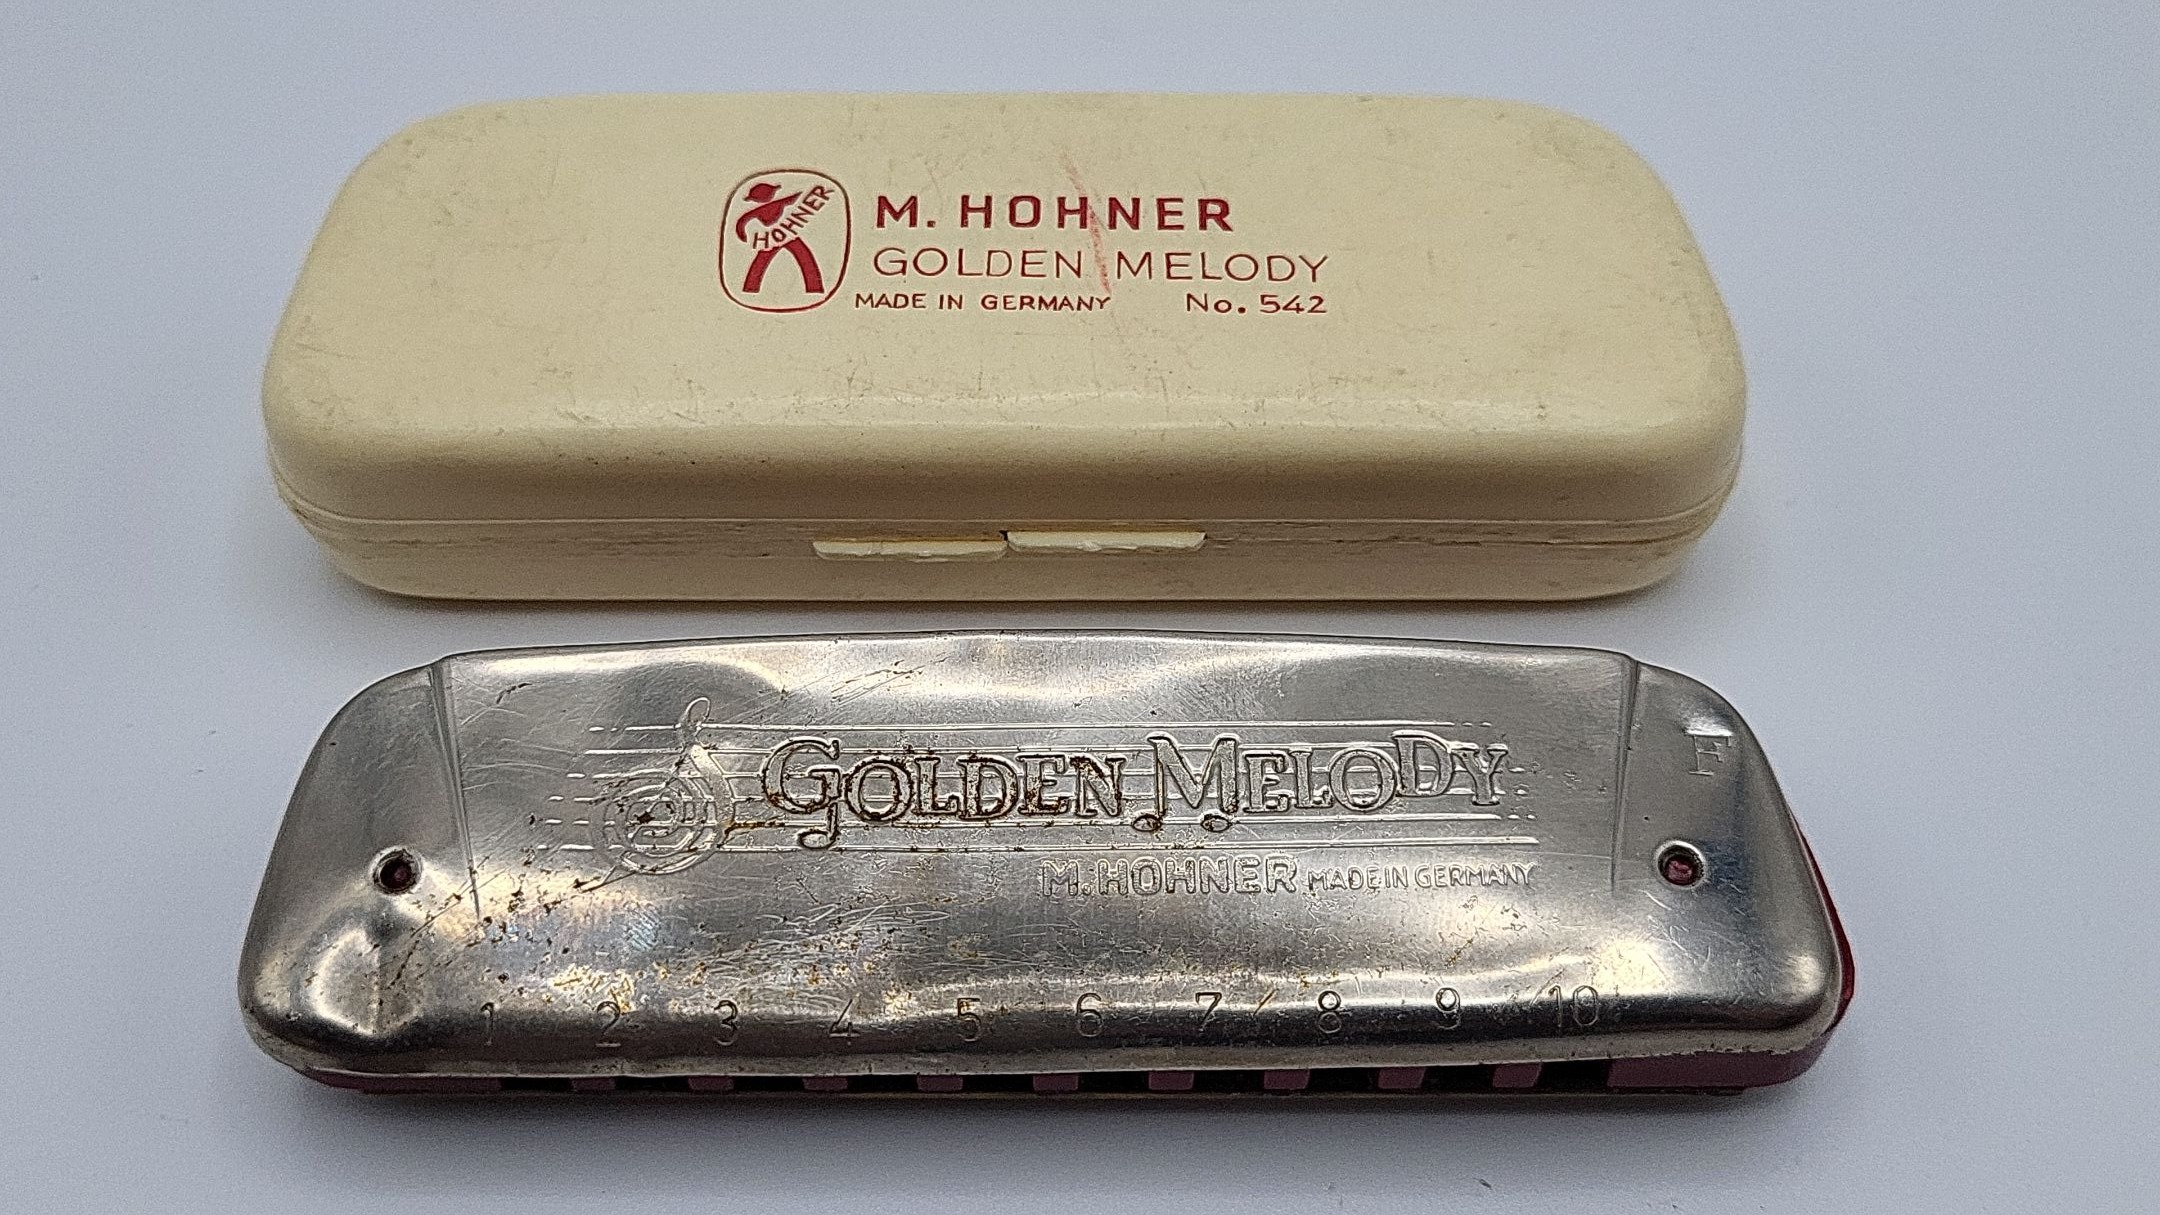 HOHNER
M. HOHNER
GOLDEN MELODY
MADE IN GERMANY No. 542
GOLDEN MELODY
E
M. HOHNER MADE IN GERMANY
1 2 3 4 5 6 7 8 9 10